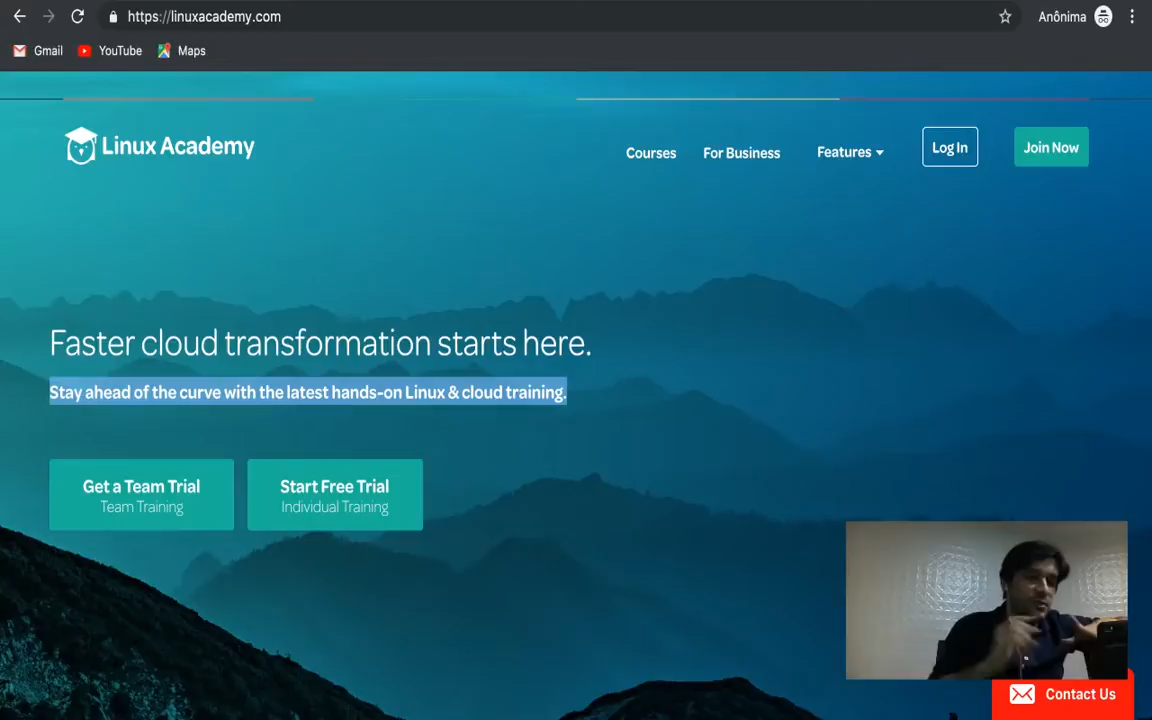 https://linuxacademy.com
Anônima
Gmail
YouTube
Maps
Linux Academy
Courses
For Business
Features
Log In
Join Now
Faster cloud transformation starts here.
Stay ahead of the curve with the latest hands-on Linux & cloud training.
Get a Team Trial
Team Training
Start Free Trial
Individual Training
Contact Us